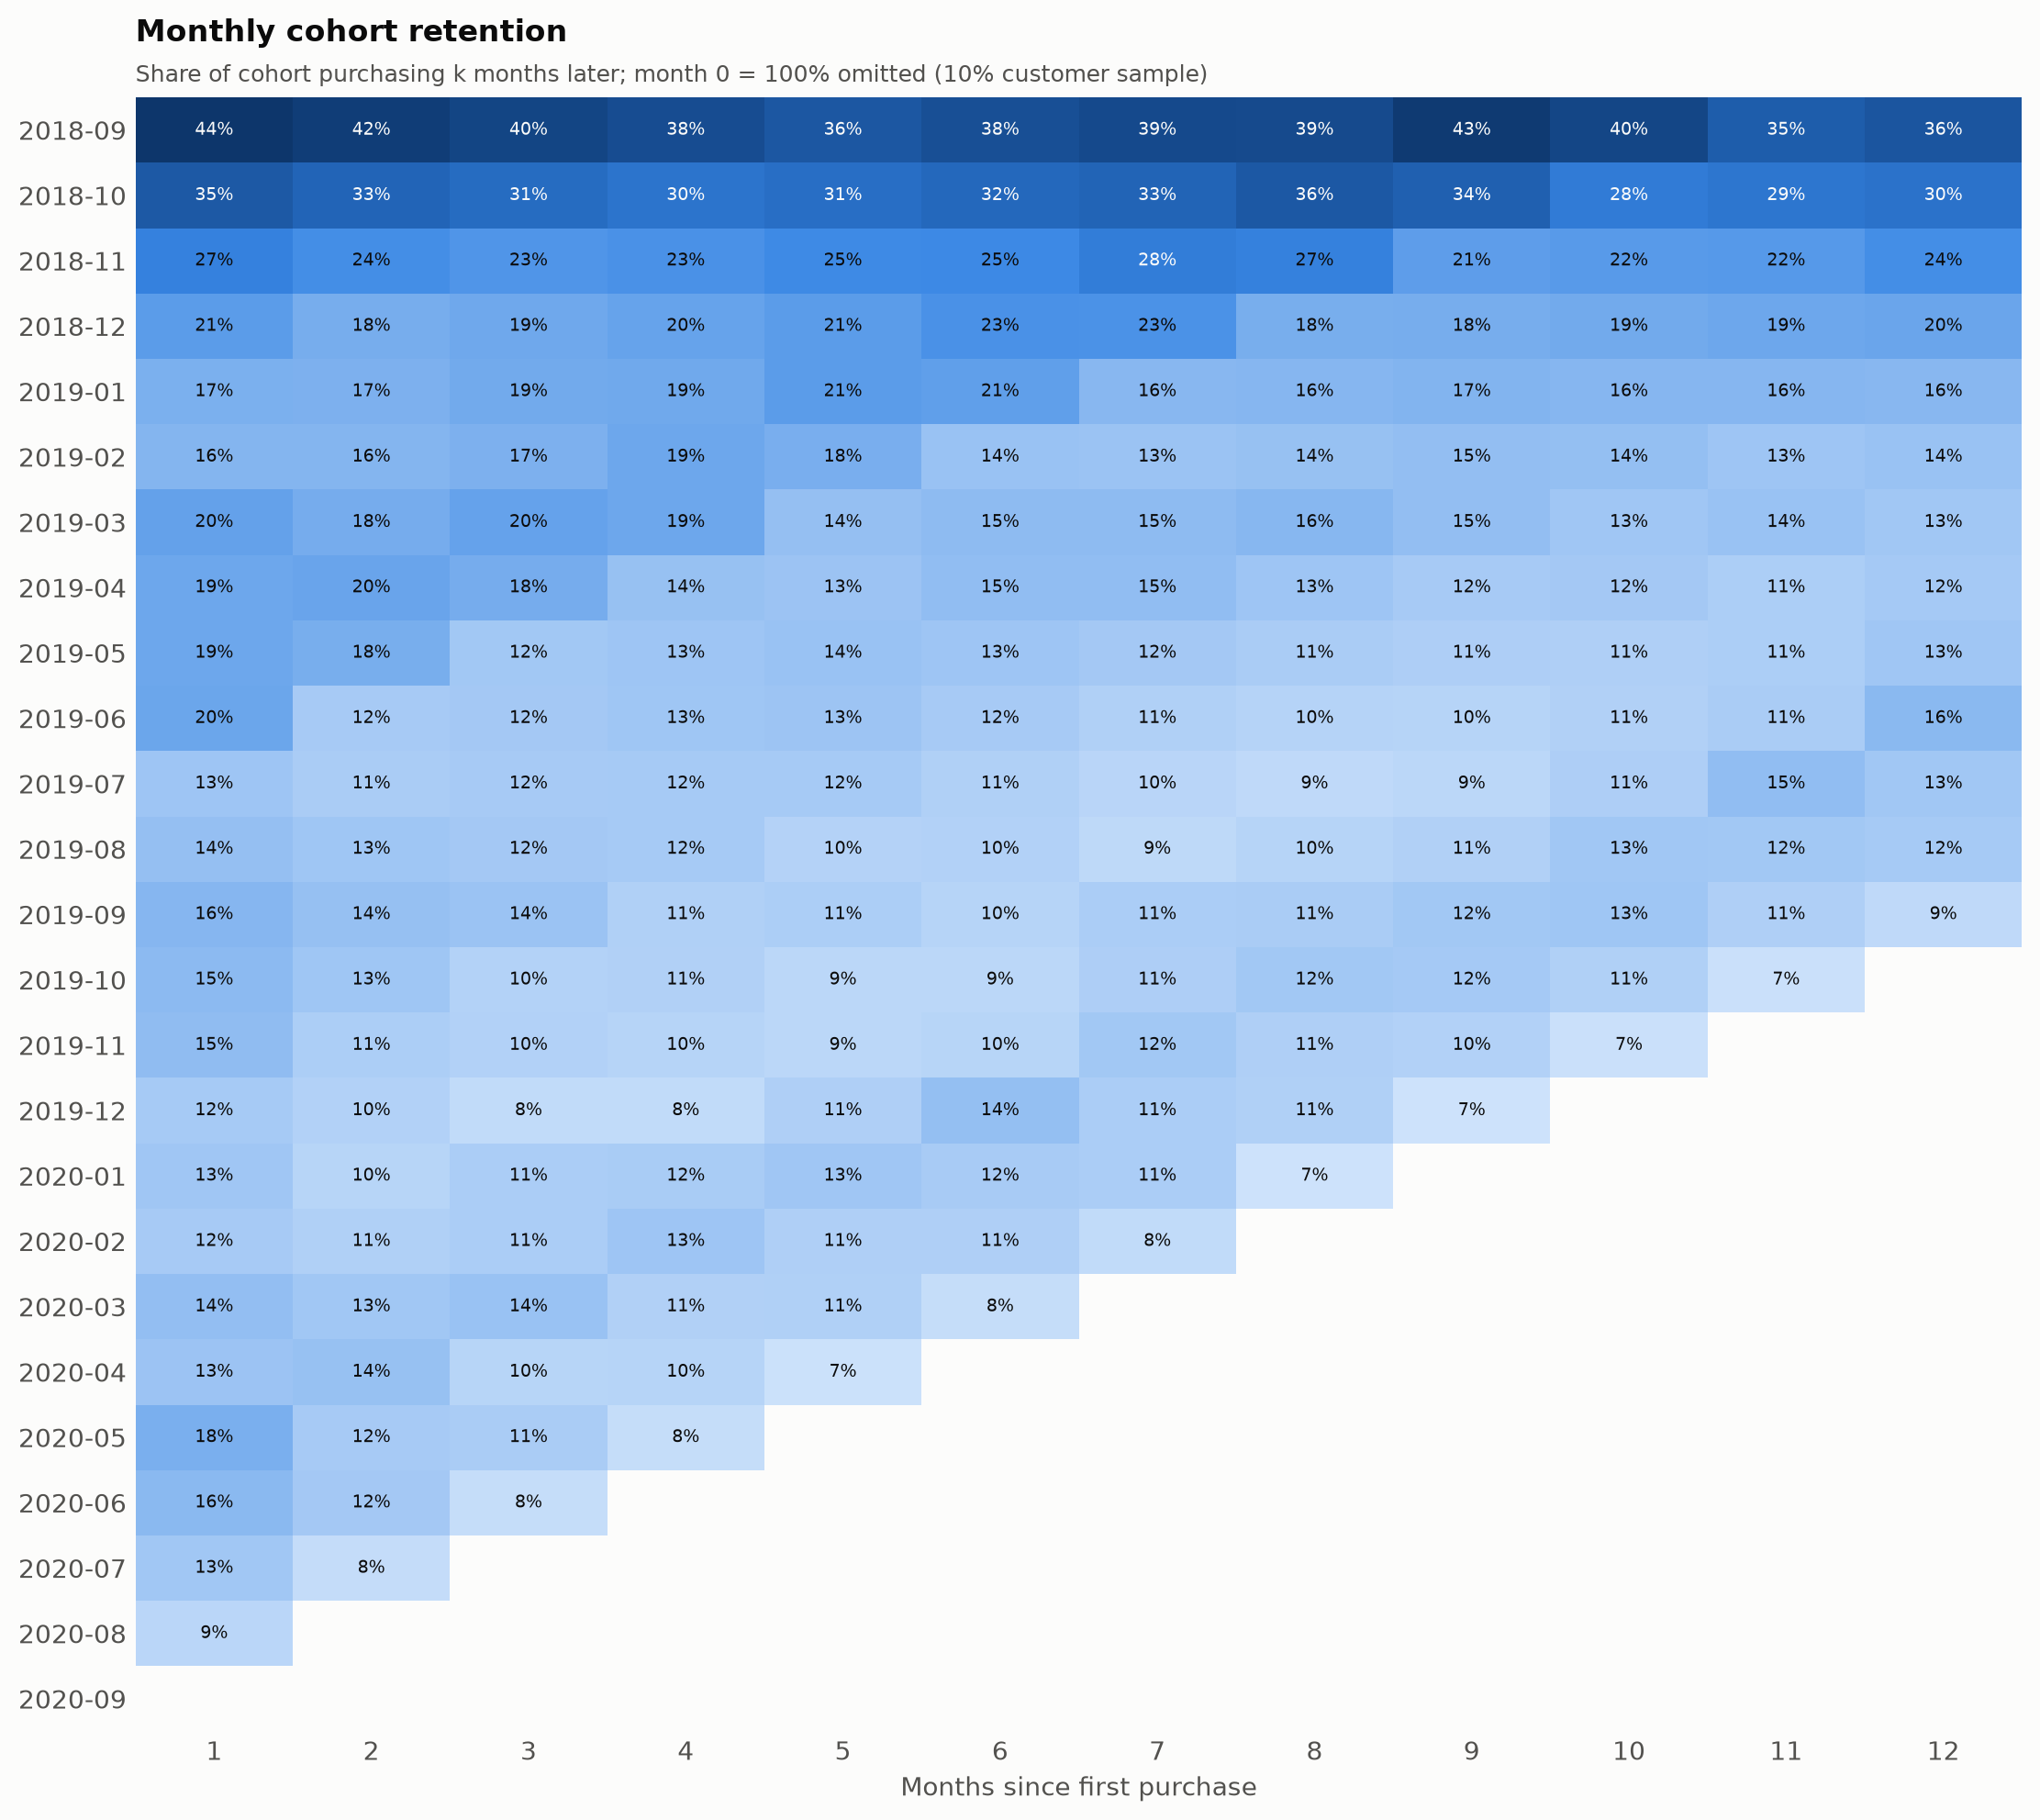 Monthly cohort retention
Share of cohort purchasing k months later; month 0 = 100% omitted (10% customer sample)
2018-09 44% 42% 40% 38% 36% 38% 39% 39% 43% 40% 35% 36%
2018-10 35% 33% 31% 30% 31% 32% 33% 36% 34% 28% 29% 30%
2018-11 27% 24% 23% 23% 25% 25% 28% 27% 21% 22% 22% 24%
2018-12 21% 18% 19% 20% 21% 23% 23% 18% 18% 19% 19% 20%
2019-01 17% 17% 19% 19% 21% 21% 16% 16% 17% 16% 16% 16%
2019-02 16% 16% 17% 19% 18% 14% 13% 14% 15% 14% 13% 14%
2019-03 20% 18% 20% 19% 14% 15% 15% 16% 15% 13% 14% 13%
2019-04 19% 20% 18% 14% 13% 15% 15% 13% 12% 12% 11% 12%
2019-05 19% 18% 12% 13% 14% 13% 12% 11% 11% 11% 11% 13%
2019-06 20% 12% 12% 13% 13% 12% 11% 10% 10% 11% 11% 16%
2019-07 13% 11% 12% 12% 12% 11% 10% 9% 9% 11% 15% 13%
2019-08 14% 13% 12% 12% 10% 10% 9% 10% 11% 13% 12% 12%
2019-09 16% 14% 14% 11% 11% 10% 11% 11% 12% 13% 11% 9%
2019-10 15% 13% 10% 11% 9% 9% 11% 12% 12% 11% 7%
2019-11 15% 11% 10% 10% 9% 10% 12% 11% 10% 7%
2019-12 12% 10% 8% 8% 11% 14% 11% 11% 7%
2020-01 13% 10% 11% 12% 13% 12% 11% 7%
2020-02 12% 11% 11% 13% 11% 11% 8%
2020-03 14% 13% 14% 11% 11% 8%
2020-04 13% 14% 10% 10% 7%
2020-05 18% 12% 11% 8%
2020-06 16% 12% 8%
2020-07 13% 8%
2020-08 9%
2020-09
1 2 3 4 5 6 7 8 9 10 11 12
Months since first purchase